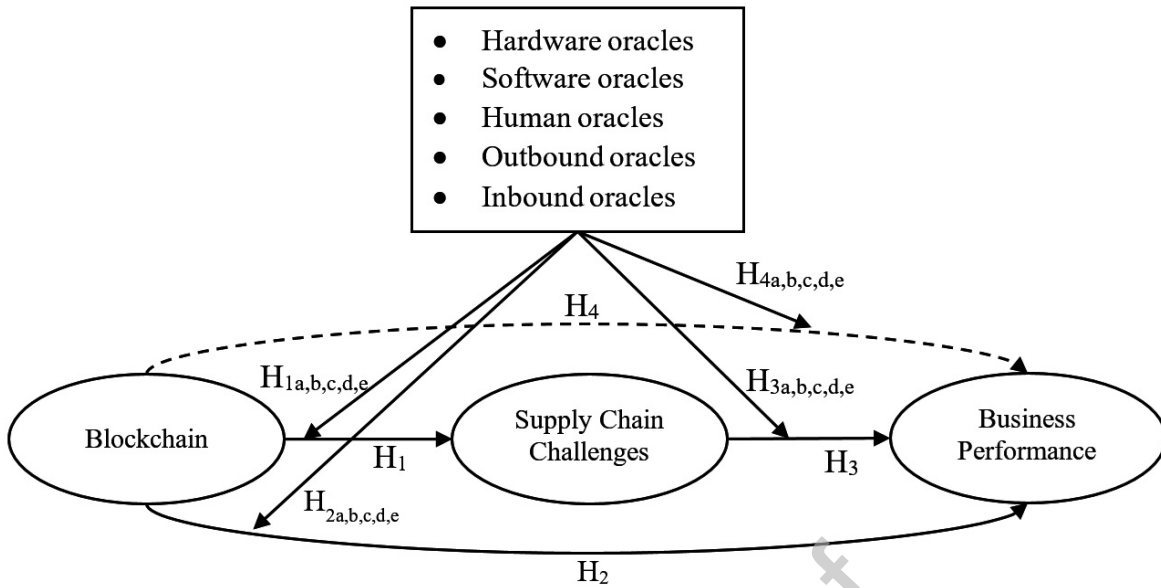 ● Hardware oracles
● Software oracles
● Human oracles
● Outbound oracles
● Inbound oracles
H4a,b,c,d,e
H4
H1a,b,c,d,e
H3a,b,c,d,e
Blockchain
Supply Chain
Challenges
Business
Performance
H1
H3
H2a,b,c,d,e
H2